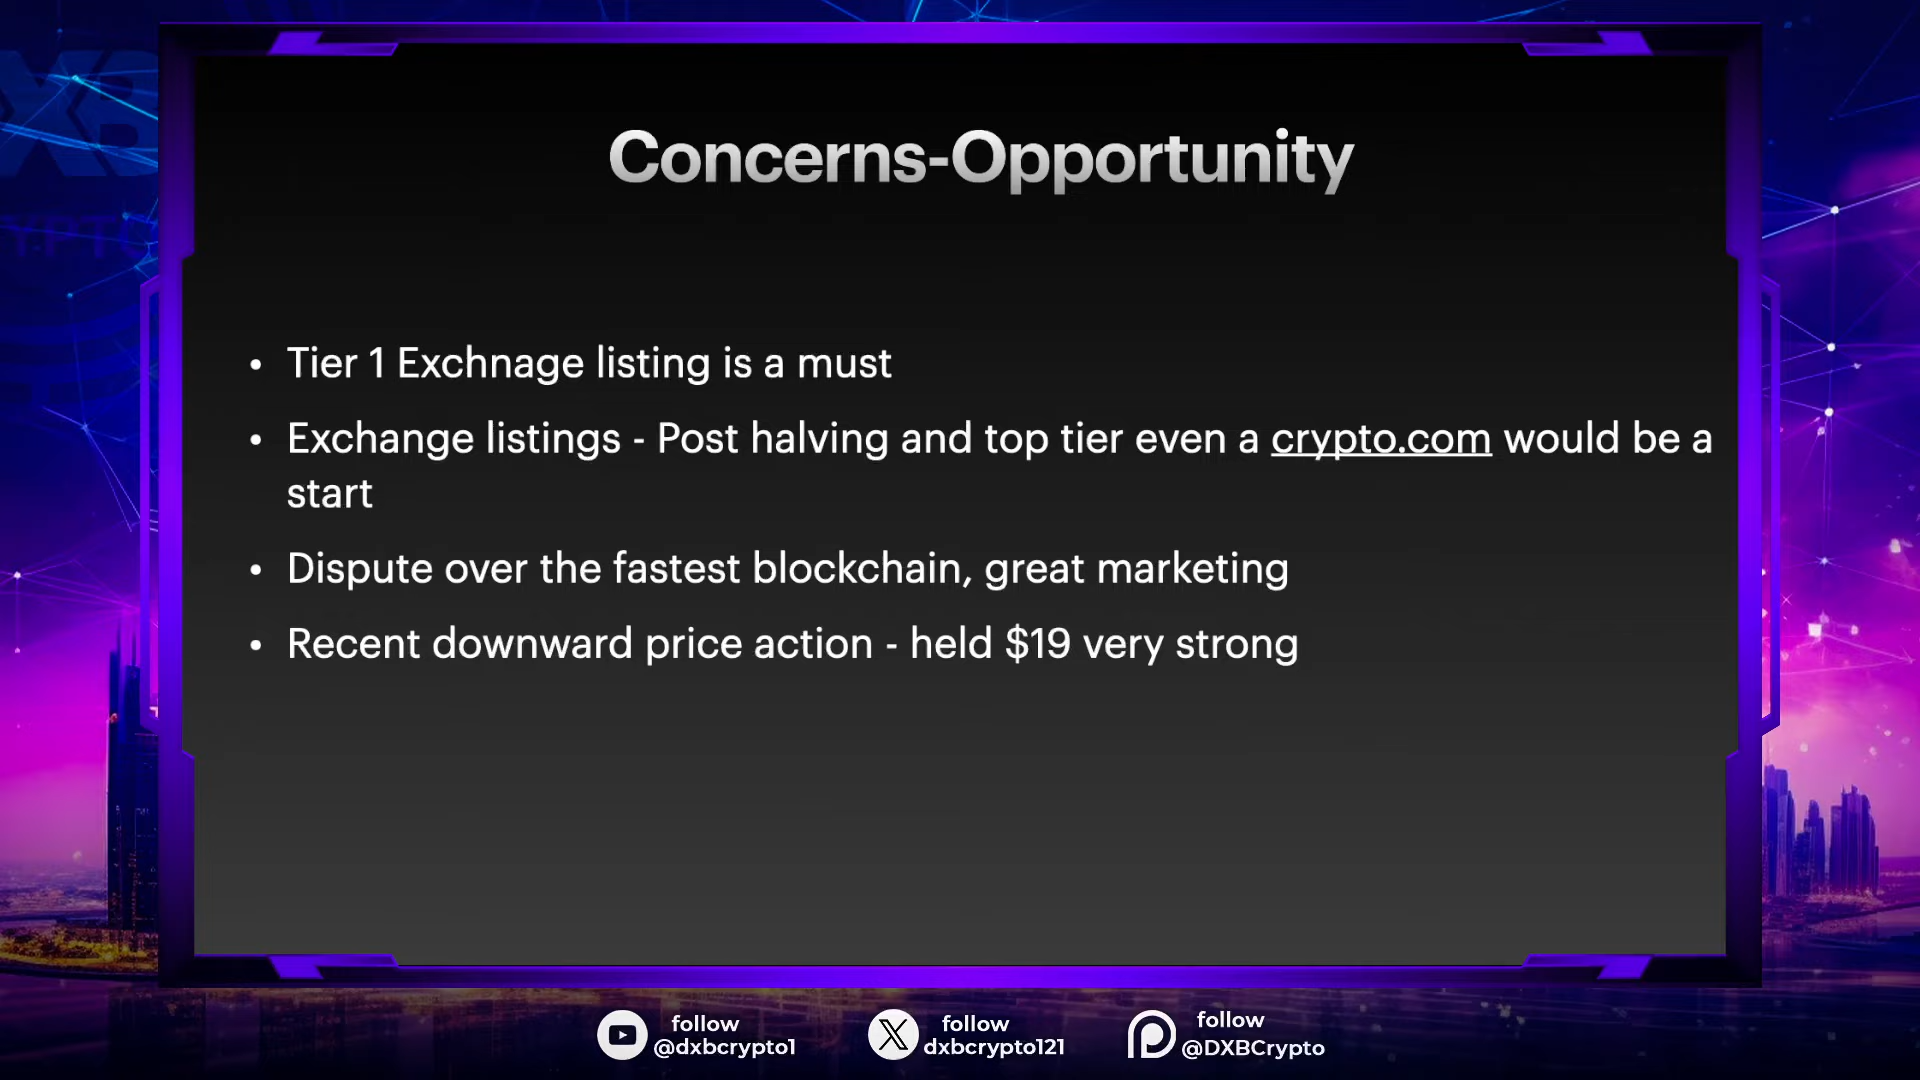 Concerns-Opportunity
• Tier 1 Exchnage listing is a must
• Exchange listings - Post halving and top tier even a crypto.com would be a
start
• Dispute over the fastest blockchain, great marketing
• Recent downward price action - held $19 very strong
follow
@dxbcrypto1
follow
dxbcrypto121
follow
@DXBCrypto